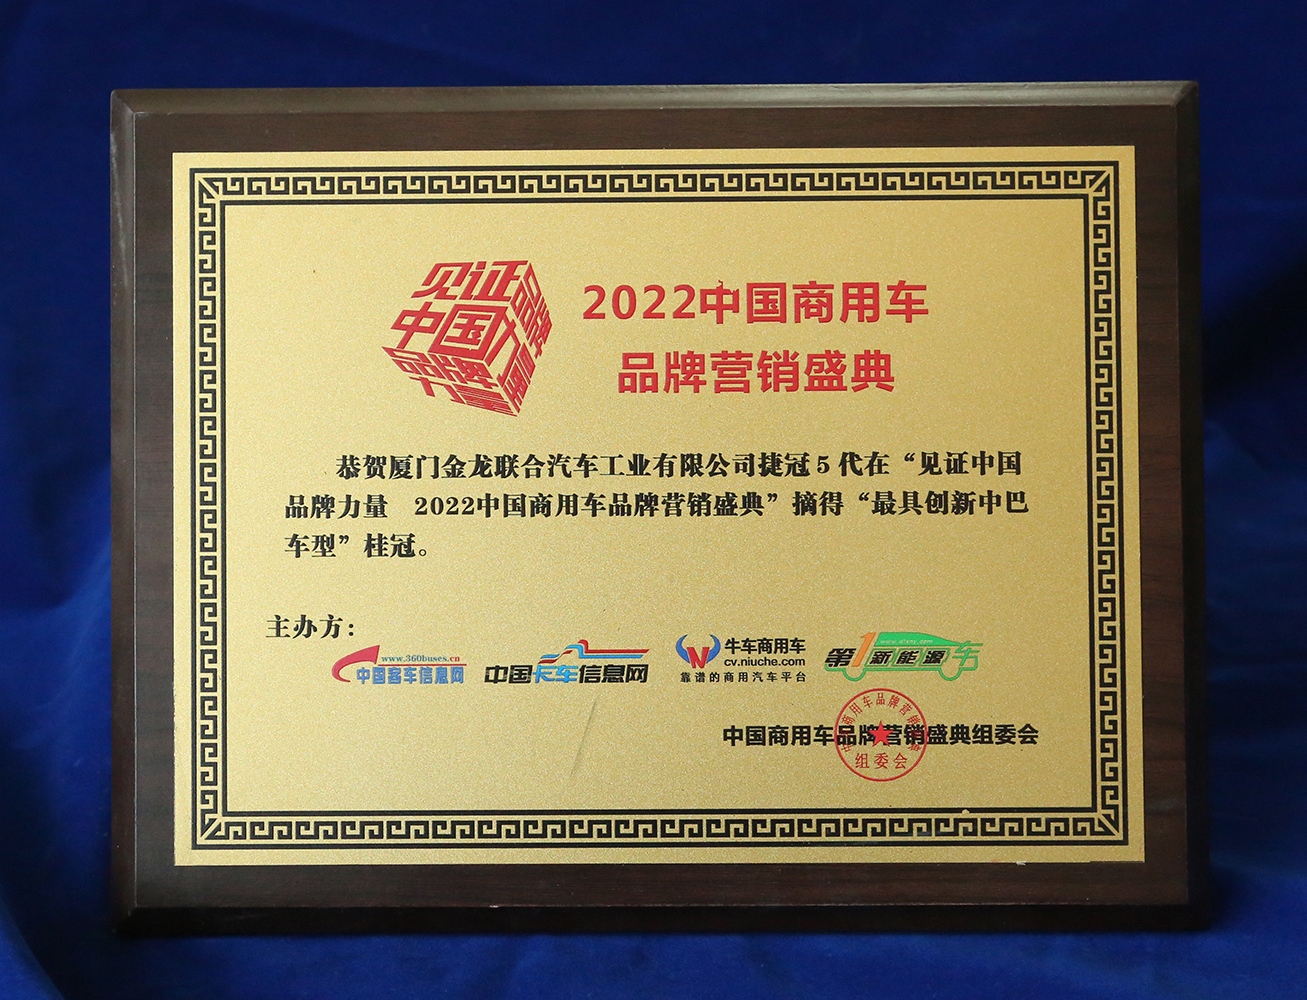 见证
中国
品牌
力量
2022中国商用车
品牌营销盛典
恭贺厦门金龙联合汽车工业有限公司捷冠5代在“见证中国
品牌力量 2022中国商用车品牌营销盛典”摘得“最具创新中巴
车型”桂冠。
主办方：
www.360buses.cn
中国客车信息网
中国卡车信息网
牛车商用车
cv.niuche.com
靠谱的商用汽车平台
www.d1xny.com
第1新能源车
中国商用车品牌营销盛典组委会
组委会